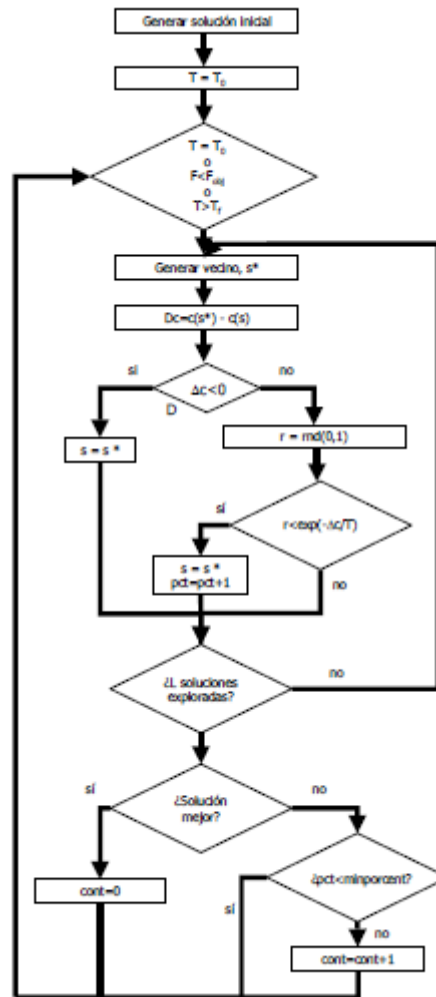 Generar solución inicial
T = T₀
T = T₀
o
F<F_obj
o
T>T_f
Generar vecino, s*
Dc=c(s*) - c(s)
sí
no
Δc<0
D
s = s *
r = rnd(0,1)
sí
r<exp(-Δc/T)
s = s *
pct=pct+1
no
¿L soluciones
exploradas?
no
sí
no
¿Solución
mejor?
cont=0
¿pct<minporcent?
sí
no
cont=cont+1